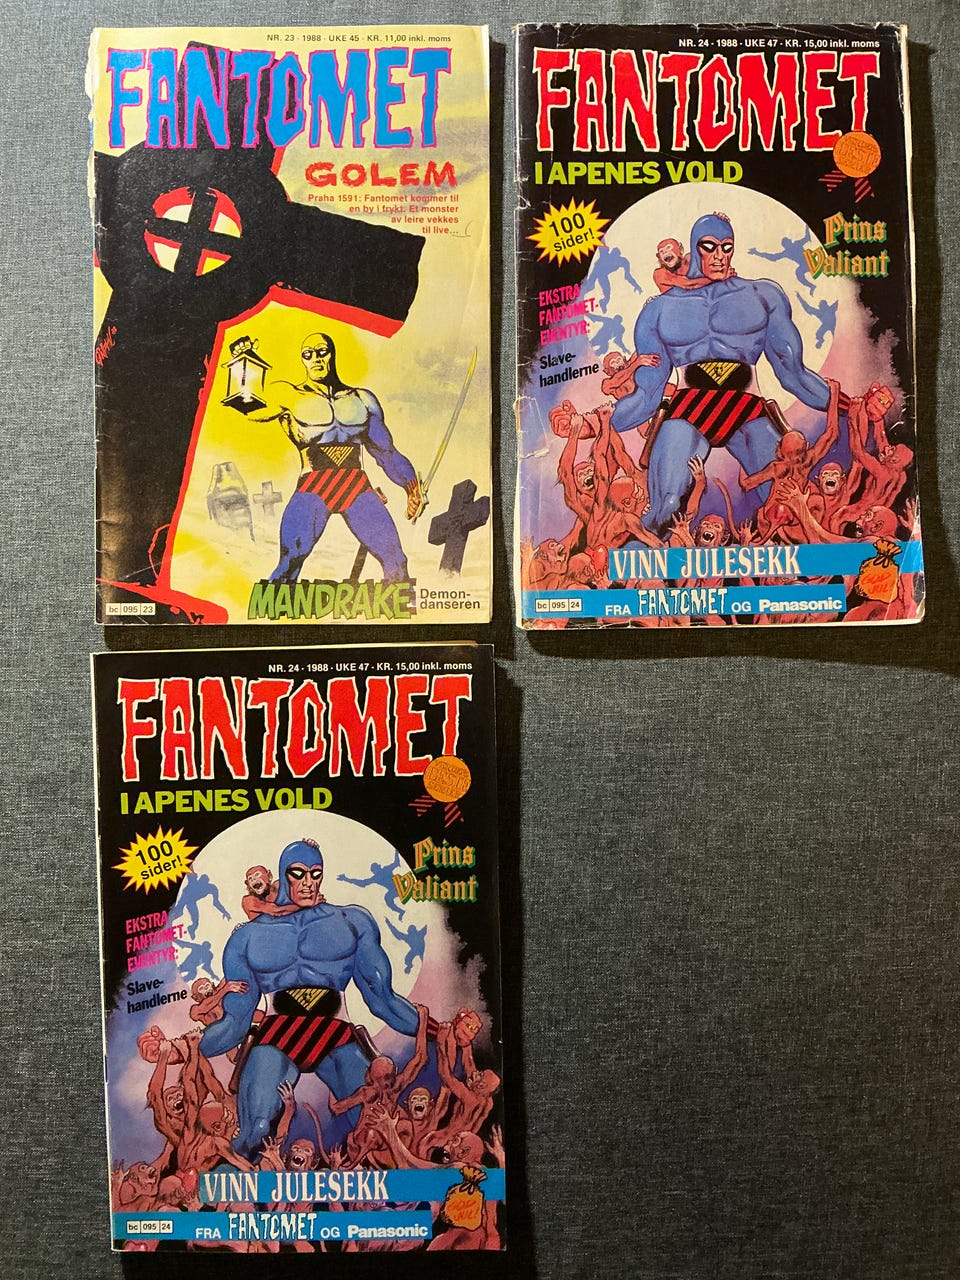 NR. 23 · 1988 · UKE 45 · KR. 11,00 inkl. moms
FANTOMET
GOLEM
Praha 1591: Fantomet kommer til
en by i frykt. Et monster
av leire vekkes
til live...
MANDRAKE
Demon-
danseren
bc 095 23
NR. 24 · 1988 · UKE 47 · KR. 15,00 inkl. moms
FANTOMET
I APENES VOLD
100
sider!
Prins
Valiant
EKSTRA
FANTOMET-
EVENTYR:
Slave-
handlerne
VINN JULESEKK
GOD
JUL!
bc 095 24
FRA FANTOMET OG Panasonic
NR. 24 · 1988 · UKE 47 · KR. 15,00 inkl. moms
FANTOMET
I APENES VOLD
100
sider!
Prins
Valiant
EKSTRA
FANTOMET-
EVENTYR:
Slave-
handlerne
VINN JULESEKK
GOD
JUL!
bc 095 24
FRA FANTOMET OG Panasonic